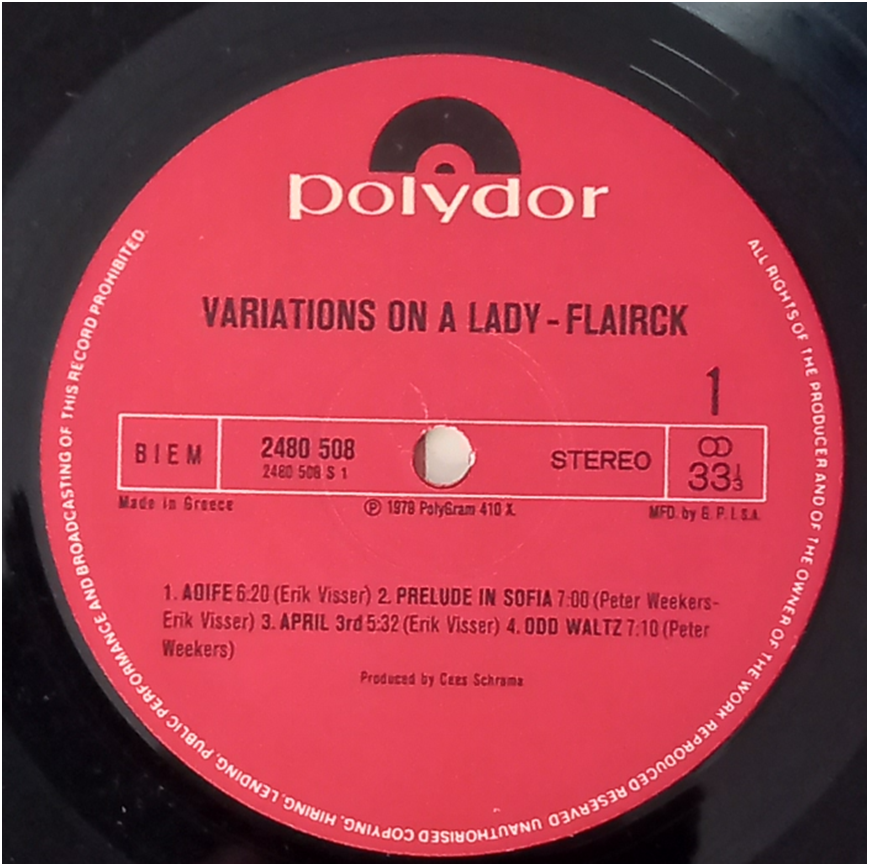 polydor
VARIATIONS ON A LADY - FLAIRCK
1
BIEM
2480 508
2480 508 S 1
STEREO
33 1/3
Made in Greece
℗ 1979 PolyGram 410 X.
MFD. by G. P. I. S.A.
1. AOIFE 6:20 (Erik Visser) 2. PRELUDE IN SOFIA 7:00 (Peter Weekers-
Erik Visser) 3. APRIL 3rd 5:32 (Erik Visser) 4. ODD WALTZ 7:10 (Peter
Weekers)
Produced by Cees Schrama
ALL RIGHTS OF THE PRODUCER AND OF THE OWNER OF THE WORK REPRODUCED RESERVED UNAUTHORISED COPYING, HIRING, LENDING, PUBLIC PERFORMANCE AND BROADCASTING OF THIS RECORD PROHIBITED.